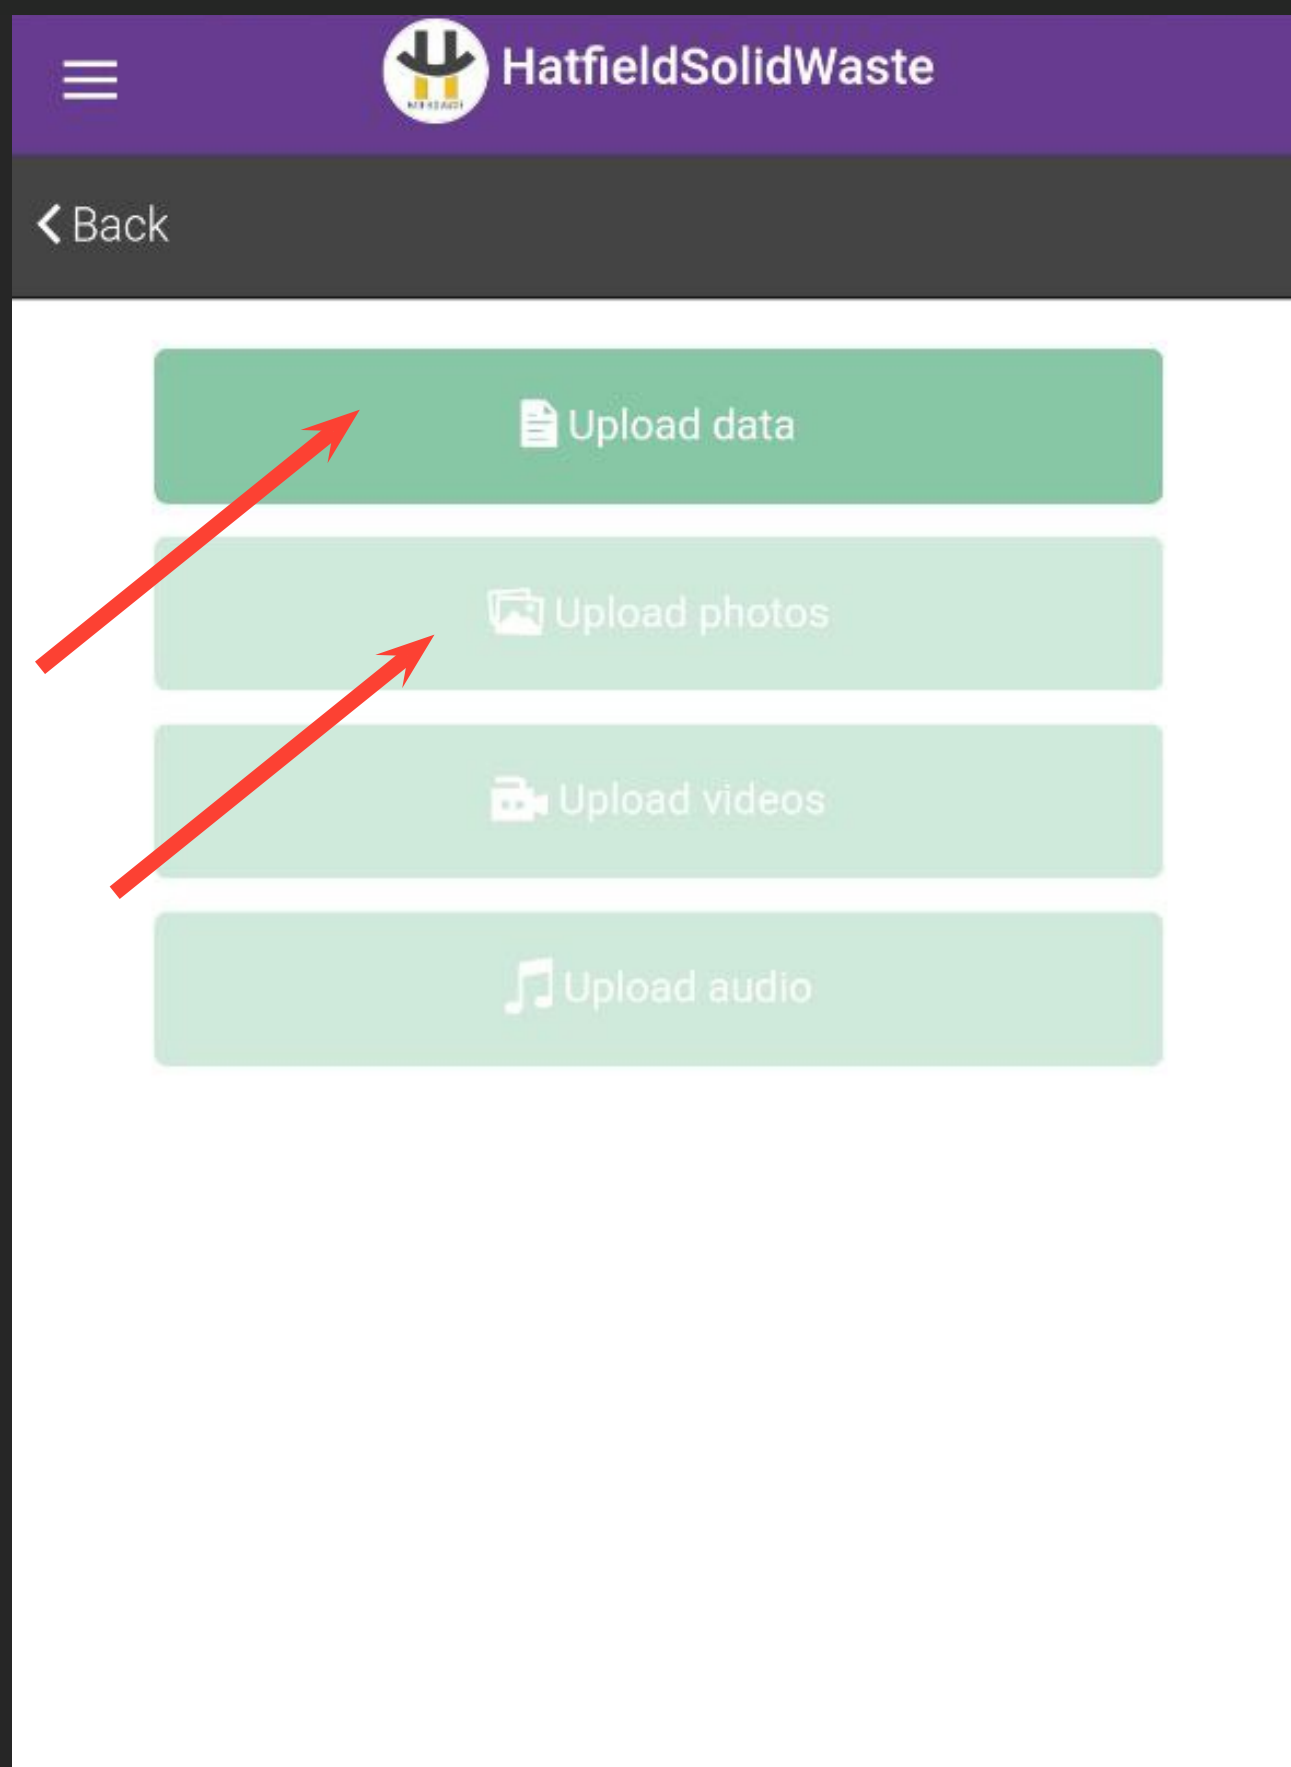 HatfieldSolidWaste
Back
Upload data
Upload photos
Upload videos
Upload audio